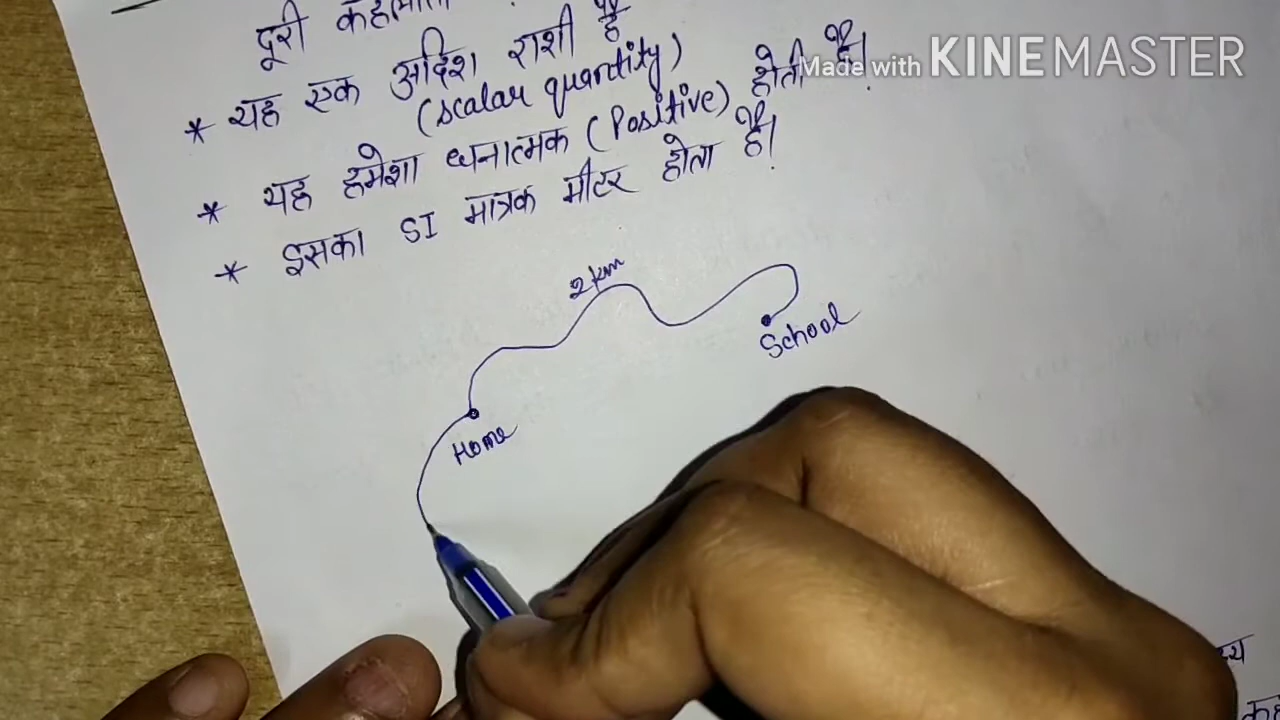 दूरी
* यह एक अदिश राशी है
(scalar quantity)
* यह हमेशा धनात्मक (Positive) होती है।
* इसका SI मात्रक मीटर होता है।
2 km
School
Home
Made with KINEMASTER